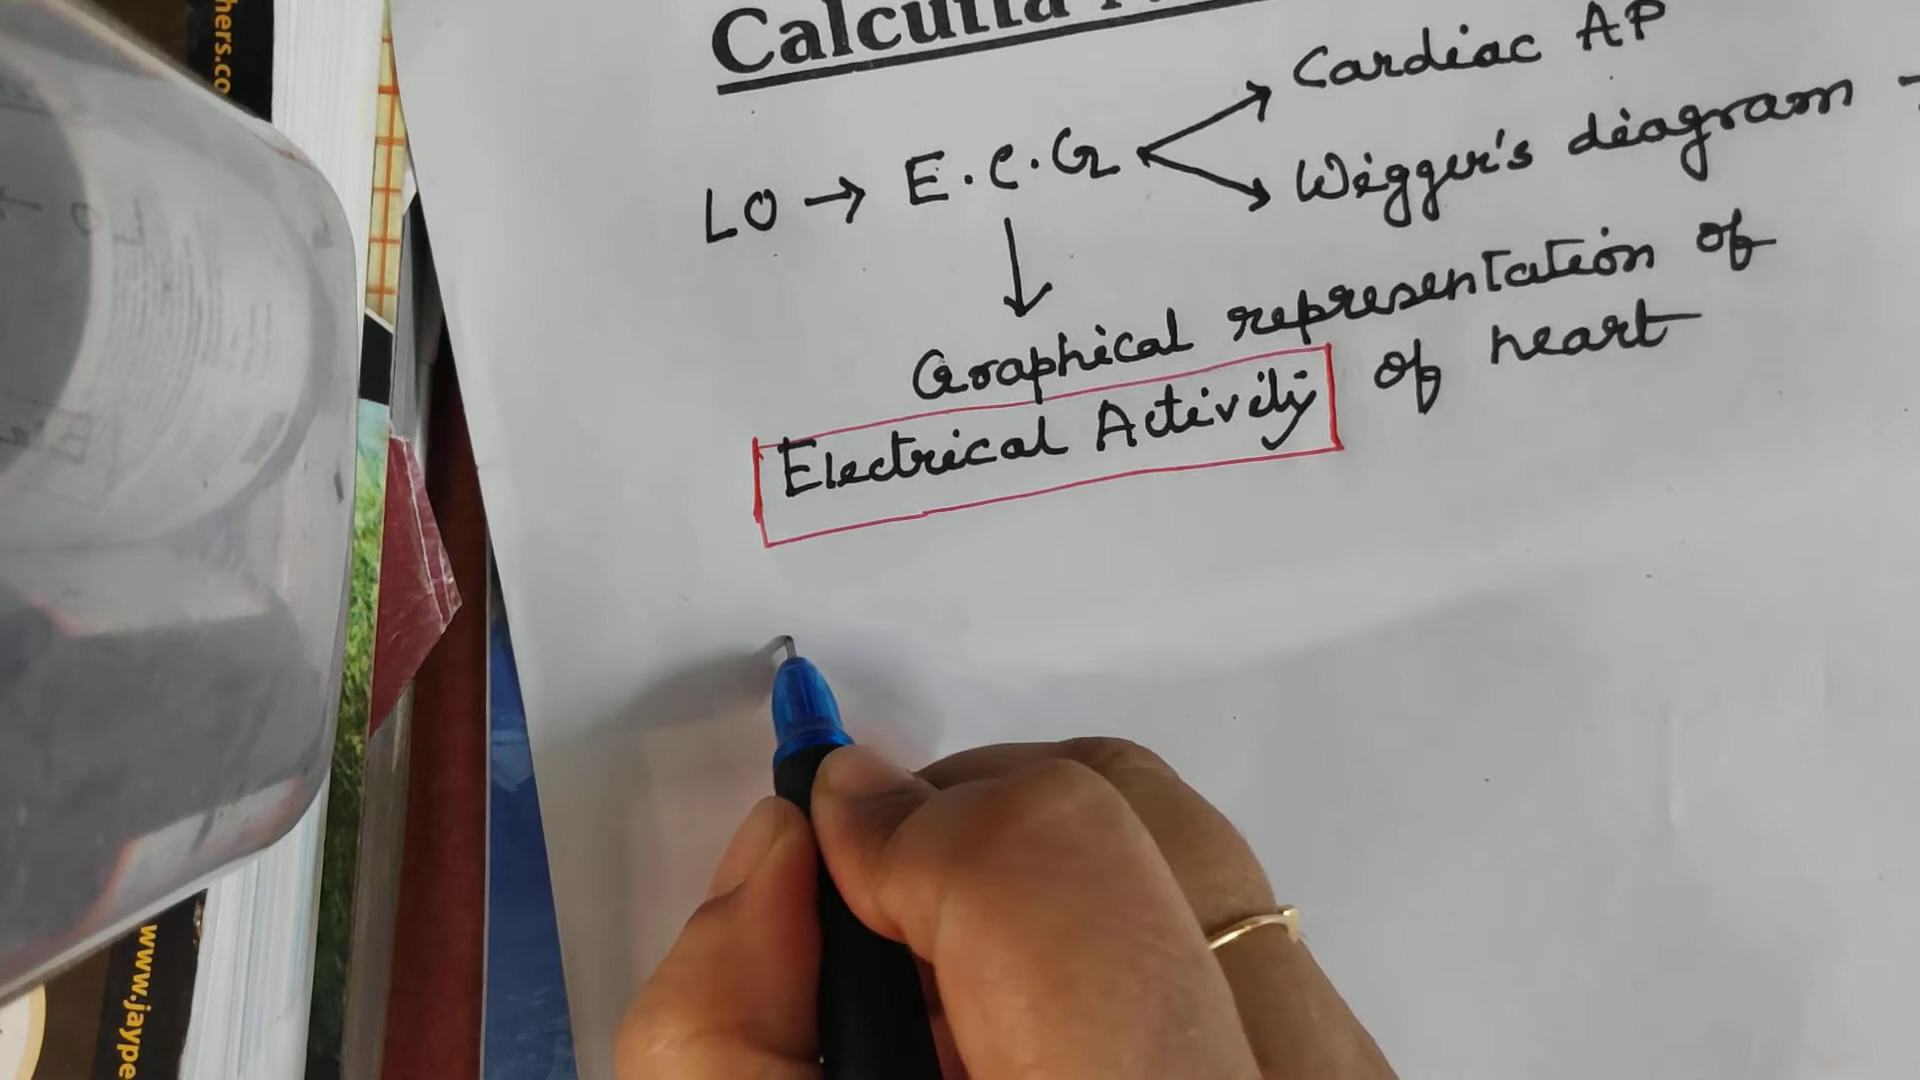 Calcutta
Cardiac AP
LO → E.C.G
Wigger's diagram
Graphical representation of
Electrical Activity of heart
hers.co
www.jaype